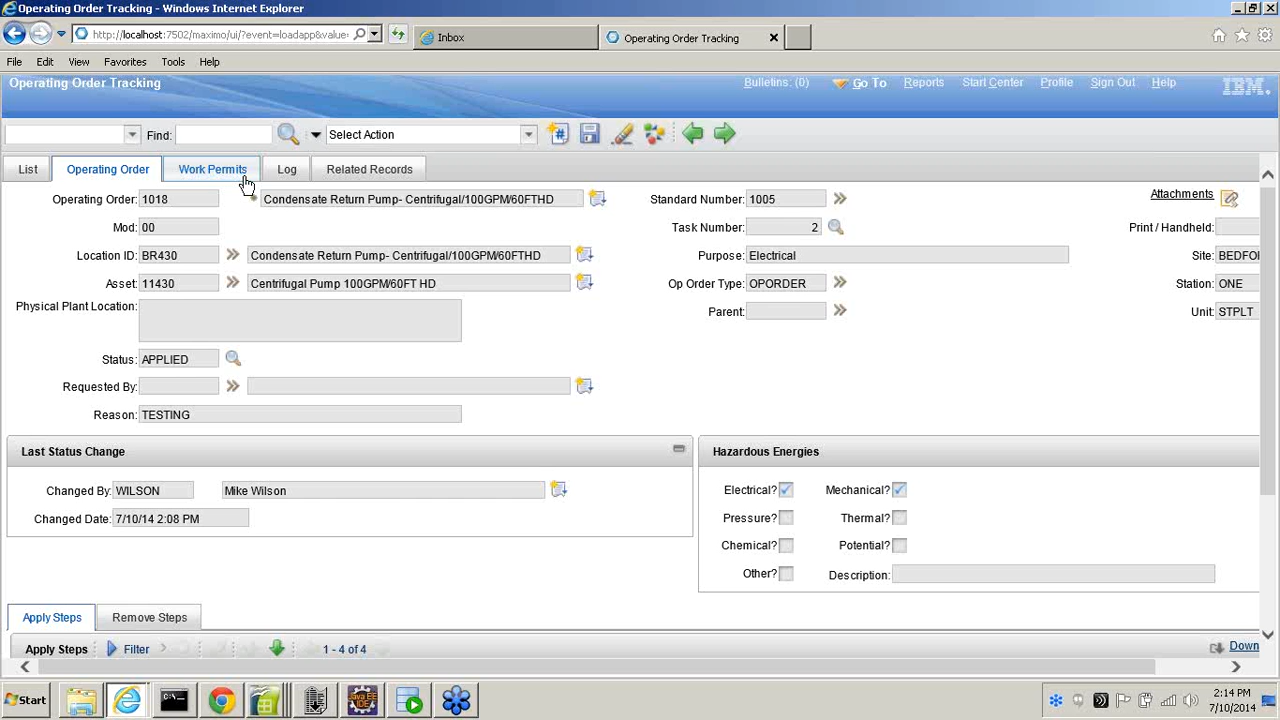 Operating Order Tracking - Windows Internet Explorer
http://localhost:7502/maximo/ui/?event=loadapp&value=
Inbox
Operating Order Tracking
File Edit View Favorites Tools Help
Operating Order Tracking
Bulletins: (0) Go To Reports Start Center Profile Sign Out Help
IBM.
Find: Select Action
List Operating Order Work Permits Log Related Records
Operating Order: 1018 Condensate Return Pump- Centrifugal/100GPM/60FTHD Standard Number: 1005 Attachments
Mod: 00 Task Number: 2 Print / Handheld:
Location ID: BR430 Condensate Return Pump- Centrifugal/100GPM/60FTHD Purpose: Electrical Site: BEDFO
Asset: 11430 Centrifugal Pump 100GPM/60FT HD Op Order Type: OPORDER Station: ONE
Physical Plant Location: Parent: Unit: STPLT
Status: APPLIED
Requested By:
Reason: TESTING
Last Status Change
Changed By: WILSON Mike Wilson
Changed Date: 7/10/14 2:08 PM
Hazardous Energies
Electrical? Mechanical?
Pressure? Thermal?
Chemical? Potential?
Other? Description:
Apply Steps Remove Steps
Apply Steps Filter 1 - 4 of 4 Down
Start
2:14 PM
7/10/2014